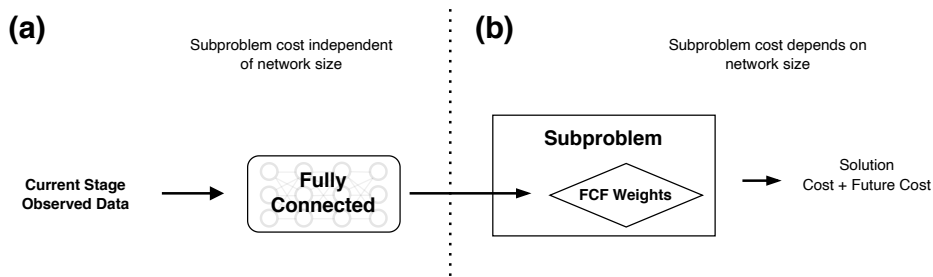 (a)
Subproblem cost independent
of network size
Current Stage
Observed Data
Fully
Connected
(b)
Subproblem cost depends on
network size
Subproblem
FCF Weights
Solution
Cost + Future Cost